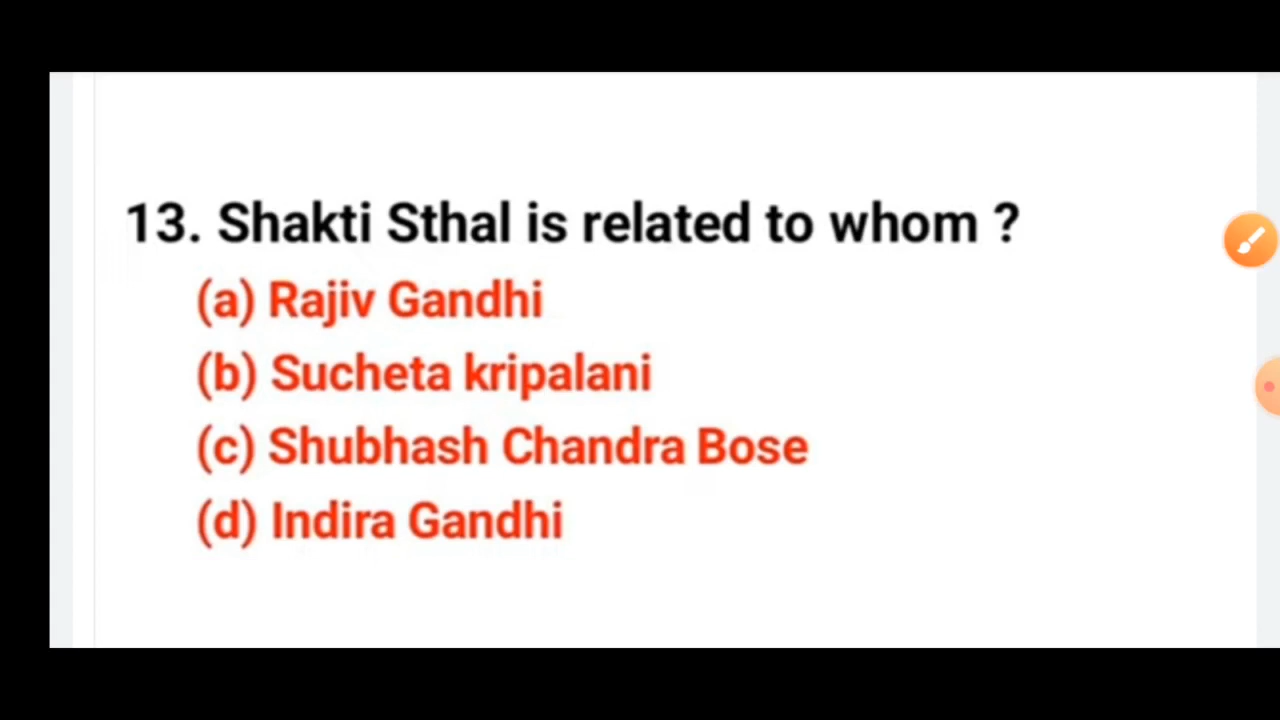 13. Shakti Sthal is related to whom ?
(a) Rajiv Gandhi
(b) Sucheta kripalani
(c) Shubhash Chandra Bose
(d) Indira Gandhi